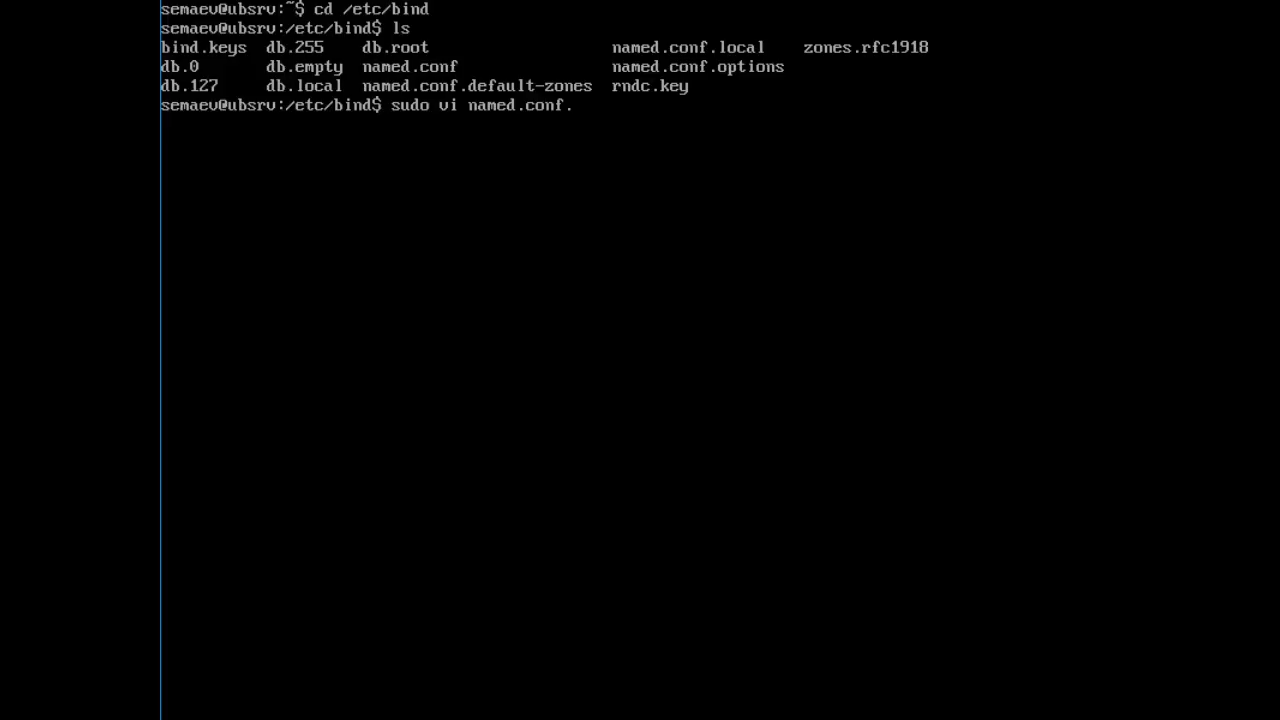 semaev@ubsrv:~$ cd /etc/bind
semaev@ubsrv:/etc/bind$ ls
bind.keys  db.255    db.root                   named.conf.local    zones.rfc1918
db.0       db.empty  named.conf                named.conf.options
db.127     db.local  named.conf.default-zones  rndc.key
semaev@ubsrv:/etc/bind$ sudo vi named.conf.